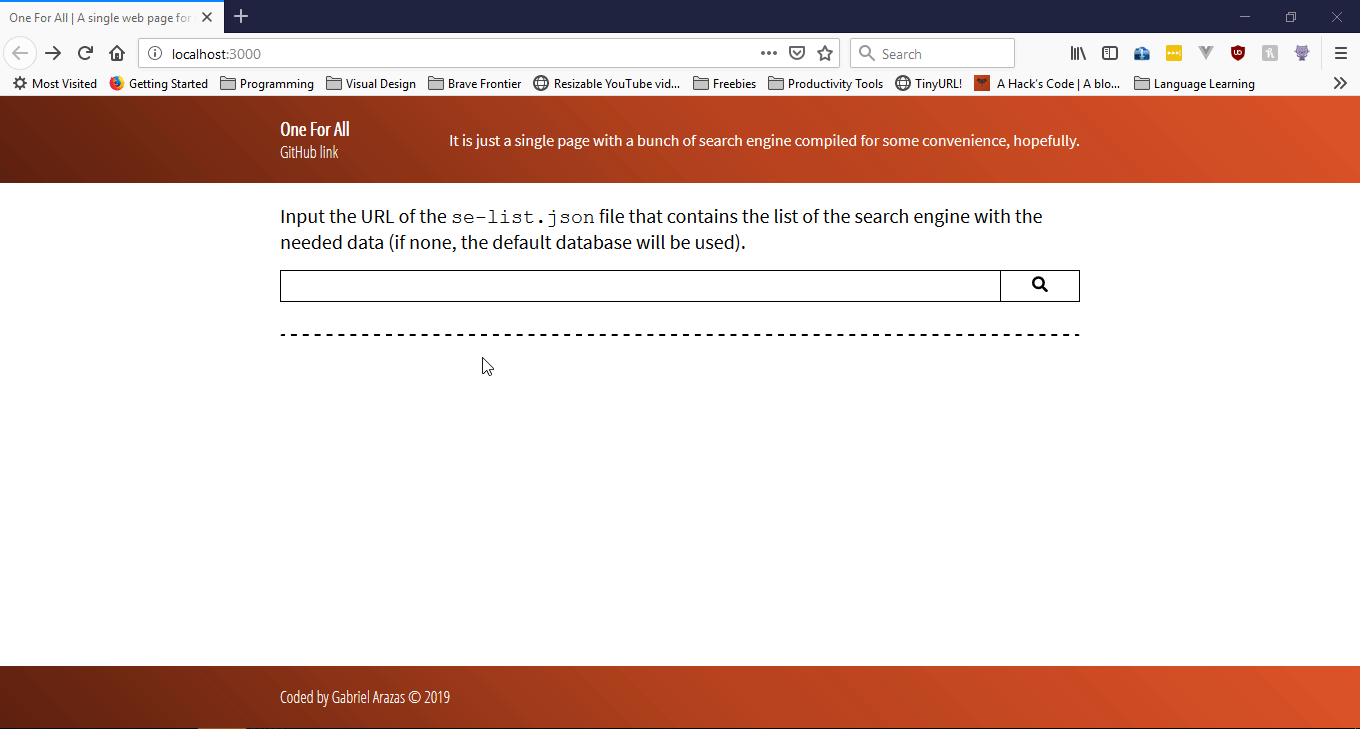 One For All | A single web page for
localhost:3000
Search
Most Visited
Getting Started
Programming
Visual Design
Brave Frontier
Resizable YouTube vid...
Freebies
Productivity Tools
TinyURL!
A Hack's Code | A blo...
Language Learning
One For All
GitHub link
It is just a single page with a bunch of search engine compiled for some convenience, hopefully.
Input the URL of the se-list.json file that contains the list of the search engine with the
needed data (if none, the default database will be used).
Coded by Gabriel Arazas © 2019